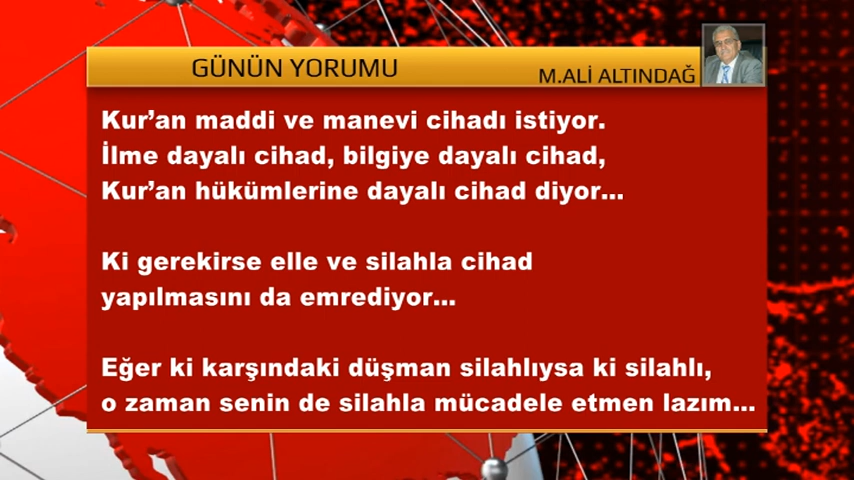 GÜNÜN YORUMU
M.ALİ ALTINDAĞ
Kur'an maddi ve manevi cihadı istiyor.
İlme dayalı cihad, bilgiye dayalı cihad,
Kur'an hükümlerine dayalı cihad diyor...
Ki gerekirse elle ve silahla cihad
yapılmasını da emrediyor...
Eğer ki karşındaki düşman silahlıysa ki silahlı,
o zaman senin de silahla mücadele etmen lazım...